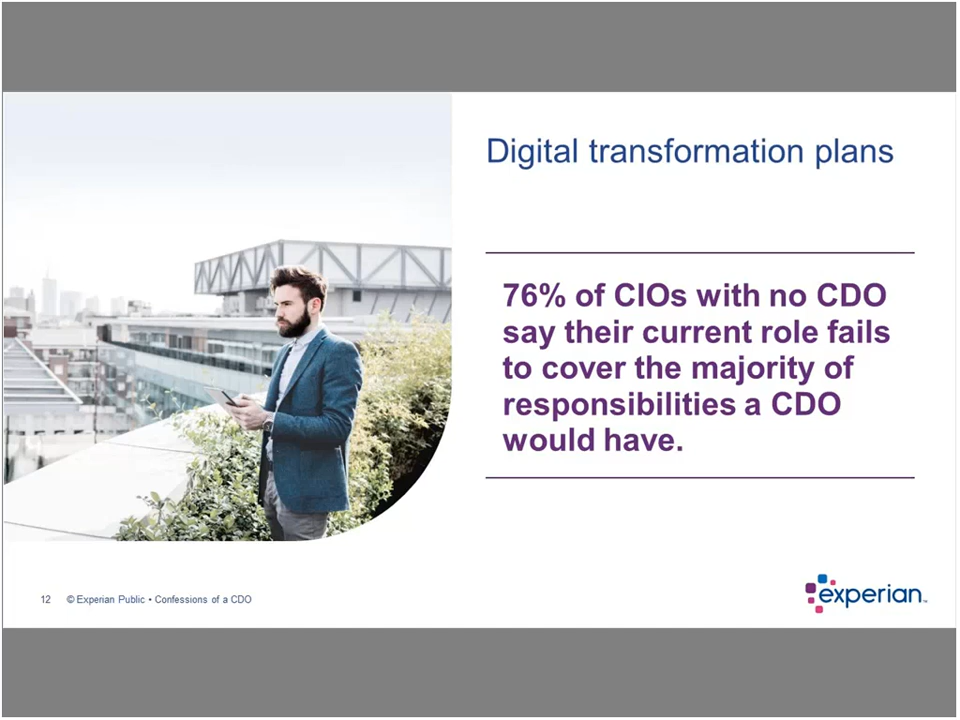 Digital transformation plans
76% of CIOs with no CDO
say their current role fails
to cover the majority of
responsibilities a CDO
would have.
12 © Experian Public • Confessions of a CDO
experian™